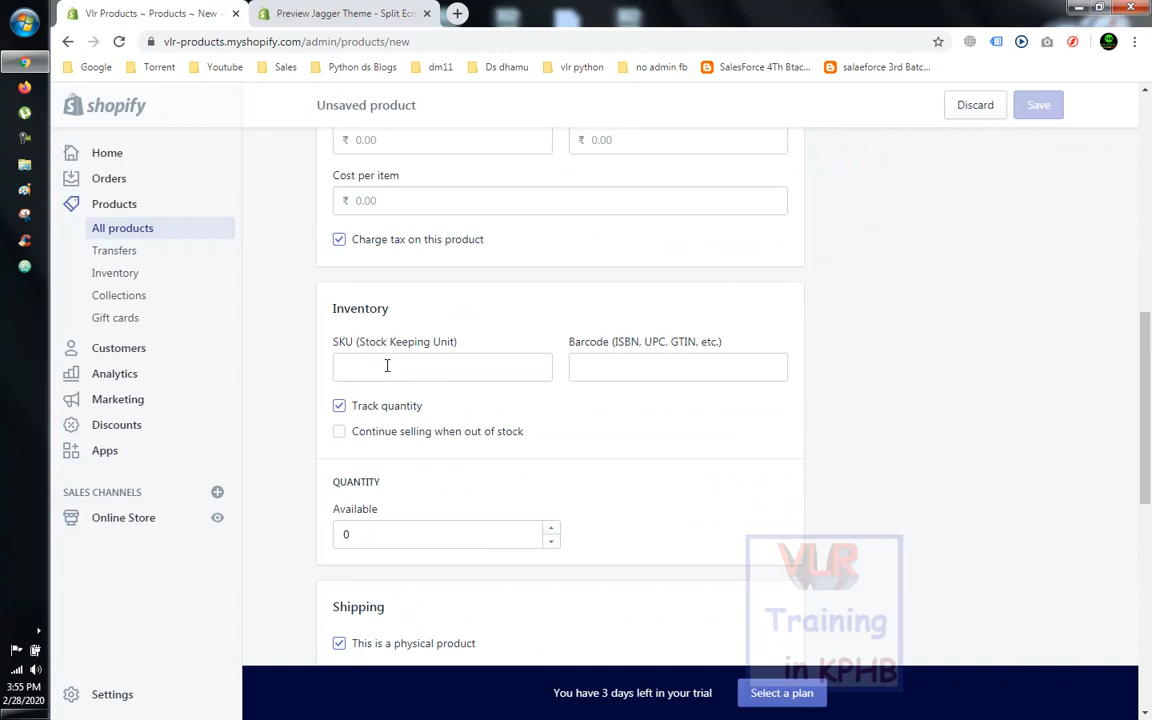 Vlr Products ~ Products ~ New
Preview Jagger Theme - Split Ecc
vlr-products.myshopify.com/admin/products/new
Google
Torrent
Youtube
Sales
Python ds Blogs
dm11
Ds dhamu
vlr python
no admin fb
SalesForce 4Th Btac...
salaeforce 3rd Batc...
shopify
Unsaved product
Discard
Save
Home
Orders
Products
All products
Transfers
Inventory
Collections
Gift cards
Customers
Analytics
Marketing
Discounts
Apps
SALES CHANNELS
Online Store
Settings
₹ 0.00
₹ 0.00
Cost per item
₹ 0.00
Charge tax on this product
Inventory
SKU (Stock Keeping Unit)
Barcode (ISBN, UPC, GTIN, etc.)
Track quantity
Continue selling when out of stock
QUANTITY
Available
0
Shipping
This is a physical product
VLR
Training
in KPHB
You have 3 days left in your trial
Select a plan
3:55 PM
2/28/2020